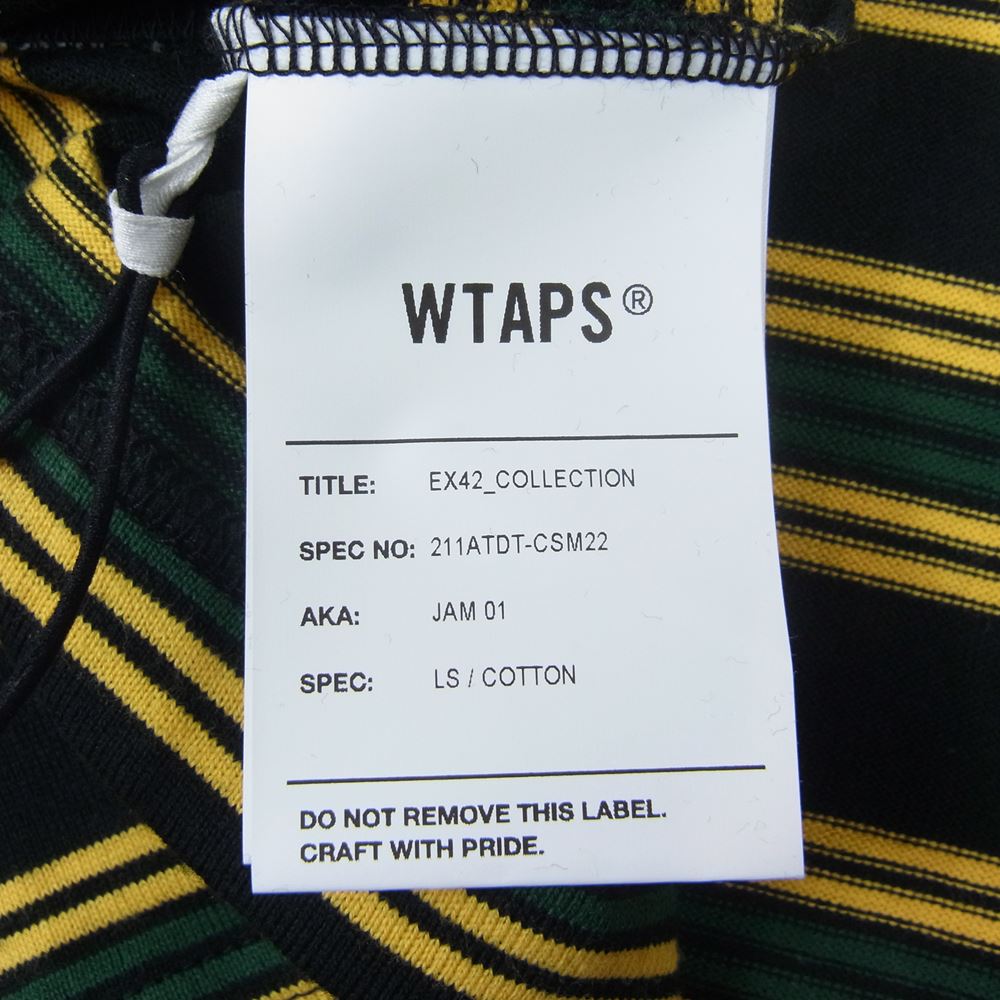 WTAPS®
TITLE: EX42_COLLECTION
SPEC NO: 211ATDT-CSM22
AKA: JAM 01
SPEC: LS / COTTON
DO NOT REMOVE THIS LABEL.
CRAFT WITH PRIDE.